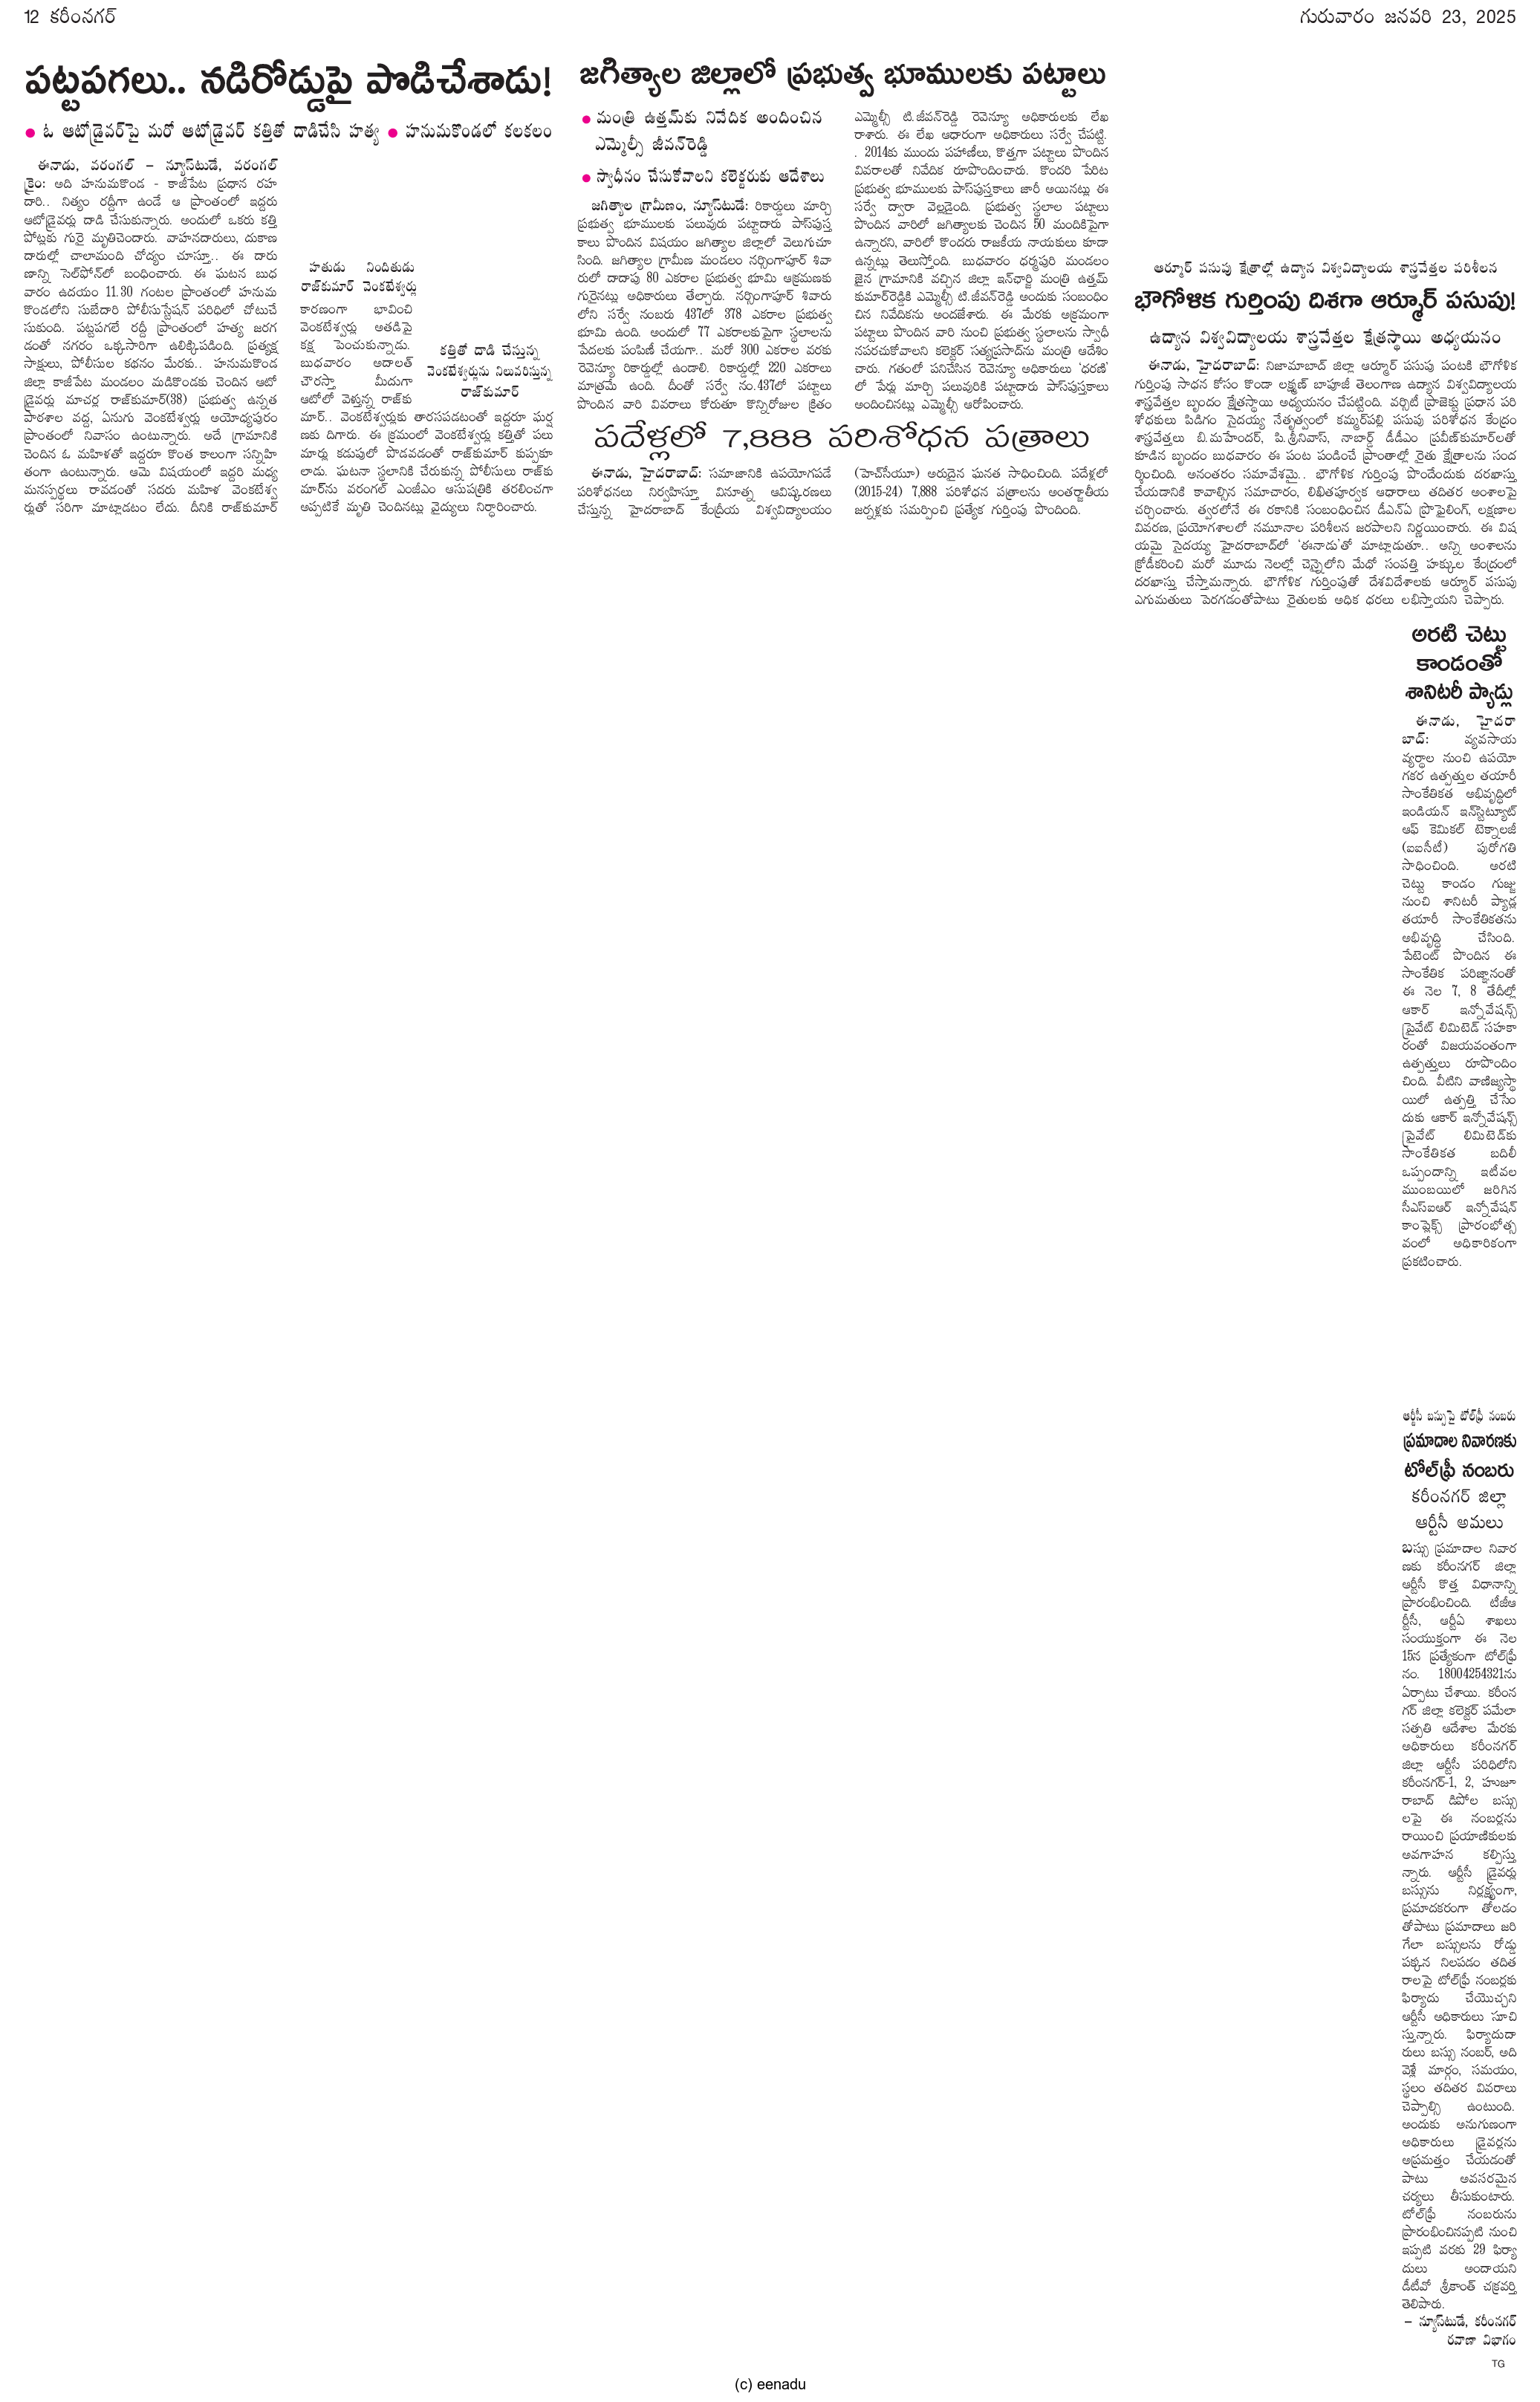 12 కరీంనగర్
గురువారం జనవరి 23, 2025
పట్టపగలు.. నడిరోడ్డుపై పొడిచేశాడు!
● ఓ ఆటోడ్రైవర్‌పై మరో ఆటోడ్రైవర్ కత్తితో దాడిచేసి హత్య ● హనుమకొండలో కలకలం
ఈనాడు, వరంగల్ – న్యూస్‌టుడే, వరంగల్
క్రైం: అది హనుమకొండ - కాజీపేట ప్రధాన రహ
దారి.. నిత్యం రద్దీగా ఉండే ఆ ప్రాంతంలో ఇద్దరు
ఆటోడ్రైవర్లు దాడి చేసుకున్నారు. అందులో ఒకరు కత్తి
పోట్లకు గురై మృతిచెందారు. వాహనదారులు, దుకాణ
దారుల్లో చాలామంది చోద్యం చూస్తూ.. ఈ దారు
ణాన్ని సెల్‌ఫోన్‌లో బంధించారు. ఈ ఘటన బుధ
వారం ఉదయం 11.30 గంటల ప్రాంతంలో హనుమ
కొండలోని సుబేదారి పోలీసుస్టేషన్ పరిధిలో చోటుచే
సుకుంది. పట్టపగలే రద్దీ ప్రాంతంలో హత్య జరగ
డంతో నగరం ఒక్కసారిగా ఉలిక్కిపడింది. ప్రత్యక్ష
సాక్షులు, పోలీసుల కథనం మేరకు.. హనుమకొండ
జిల్లా కాజీపేట మండలం మడికొండకు చెందిన ఆటో
డ్రైవర్లు మాచర్ల రాజ్‌కుమార్(38) ప్రభుత్వ ఉన్నత
పాఠశాల వద్ద, ఏనుగు వెంకటేశ్వర్లు అయోధ్యపురం
ప్రాంతంలో నివాసం ఉంటున్నారు. అదే గ్రామానికి
చెందిన ఓ మహిళతో ఇద్దరూ కొంత కాలంగా సన్నిహి
తంగా ఉంటున్నారు. ఆమె విషయంలో ఇద్దరి మధ్య
మనస్పర్థలు రావడంతో సదరు మహిళ వెంకటేశ్వ
ర్లుతో సరిగా మాట్లాడటం లేదు. దీనికి రాజ్‌కుమార్
హతుడు నిందితుడు
రాజ్‌కుమార్ వెంకటేశ్వర్లు
కారణంగా భావించి
వెంకటేశ్వర్లు అతడిపై
కక్ష పెంచుకున్నాడు.
బుధవారం అదాలత్
చౌరస్తా మీదుగా
ఆటోలో వెళ్తున్న రాజ్‌కు
మార్.. వెంకటేశ్వర్లుకు తారసపడటంతో ఇద్దరూ ఘర్ష
ణకు దిగారు. ఈ క్రమంలో వెంకటేశ్వర్లు కత్తితో పలు
మార్లు కడుపులో పొడవడంతో రాజ్‌కుమార్ కుప్పకూ
లాడు. ఘటనా స్థలానికి చేరుకున్న పోలీసులు రాజ్‌కు
మార్‌ను వరంగల్ ఎంజీఎం ఆసుపత్రికి తరలించగా
అప్పటికే మృతి చెందినట్లు వైద్యులు నిర్ధారించారు.
కత్తితో దాడి చేస్తున్న
వెంకటేశ్వర్లును నిలువరిస్తున్న
రాజ్‌కుమార్
జగిత్యాల జిల్లాలో ప్రభుత్వ భూములకు పట్టాలు
● మంత్రి ఉత్తమ్‌కు నివేదిక అందించిన
ఎమ్మెల్సీ జీవన్‌రెడ్డి
● స్వాధీనం చేసుకోవాలని కలెక్టరుకు ఆదేశాలు
జగిత్యాల గ్రామీణం, న్యూస్‌టుడే: రికార్డులు మార్చి
ప్రభుత్వ భూములకు పలువురు పట్టాదారు పాస్‌పుస్త
కాలు పొందిన విషయం జగిత్యాల జిల్లాలో వెలుగుచూ
సింది. జగిత్యాల గ్రామీణ మండలం నర్సింగాపూర్ శివా
రులో దాదాపు 80 ఎకరాల ప్రభుత్వ భూమి ఆక్రమణకు
గురైనట్లు అధికారులు తేల్చారు. నర్సింగాపూర్ శివారు
లోని సర్వే నంబరు 437లో 378 ఎకరాల ప్రభుత్వ
భూమి ఉంది. అందులో 77 ఎకరాలకుపైగా స్థలాలను
పేదలకు పంపిణీ చేయగా.. మరో 300 ఎకరాల వరకు
రెవెన్యూ రికార్డుల్లో ఉండాలి. రికార్డుల్లో 220 ఎకరాలు
మాత్రమే ఉంది. దీంతో సర్వే నం.437లో పట్టాలు
పొందిన వారి వివరాలు కోరుతూ కొన్నిరోజుల క్రితం
ఎమ్మెల్సీ టి.జీవన్‌రెడ్డి రెవెన్యూ అధికారులకు లేఖ
రాశారు. ఈ లేఖ ఆధారంగా అధికారులు సర్వే చేపట్టి.
. 2014కు ముందు పహాణీలు, కొత్తగా పట్టాలు పొందిన
వివరాలతో నివేదిక రూపొందించారు. కొందరి పేరిట
ప్రభుత్వ భూములకు పాస్‌పుస్తకాలు జారీ అయినట్లు ఈ
సర్వే ద్వారా వెల్లడైంది. ప్రభుత్వ స్థలాల పట్టాలు
పొందిన వారిలో జగిత్యాలకు చెందిన 50 మందికిపైగా
ఉన్నారని, వారిలో కొందరు రాజకీయ నాయకులు కూడా
ఉన్నట్లు తెలుస్తోంది. బుధవారం ధర్మపురి మండలం
జైన గ్రామానికి వచ్చిన జిల్లా ఇన్‌ఛార్జి మంత్రి ఉత్తమ్
కుమార్‌రెడ్డికి ఎమ్మెల్సీ టి.జీవన్‌రెడ్డి అందుకు సంబంధిం
చిన నివేదికను అందజేశారు. ఈ మేరకు అక్రమంగా
పట్టాలు పొందిన వారి నుంచి ప్రభుత్వ స్థలాలను స్వాధీ
నపరచుకోవాలని కలెక్టర్ సత్యప్రసాద్‌ను మంత్రి ఆదేశిం
చారు. గతంలో పనిచేసిన రెవెన్యూ అధికారులు ‘ధరణి’
లో పేర్లు మార్చి పలువురికి పట్టాదారు పాస్‌పుస్తకాలు
అందించినట్లు ఎమ్మెల్సీ ఆరోపించారు.
పదేళ్లలో 7,888 పరిశోధన పత్రాలు
ఈనాడు, హైదరాబాద్: సమాజానికి ఉపయోగపడే
పరిశోధనలు నిర్వహిస్తూ వినూత్న ఆవిష్కరణలు
చేస్తున్న హైదరాబాద్ కేంద్రీయ విశ్వవిద్యాలయం
(హెచ్‌సీయూ) అరుదైన ఘనత సాధించింది. పదేళ్లలో
(2015-24) 7,888 పరిశోధన పత్రాలను అంతర్జాతీయ
జర్నళ్లకు సమర్పించి ప్రత్యేక గుర్తింపు పొందింది.
ఆర్మూర్ పసుపు క్షేత్రాల్లో ఉద్యాన విశ్వవిద్యాలయ శాస్త్రవేత్తల పరిశీలన
భౌగోళిక గుర్తింపు దిశగా ఆర్మూర్ పసుపు!
ఉద్యాన విశ్వవిద్యాలయ శాస్త్రవేత్తల క్షేత్రస్థాయి అధ్యయనం
ఈనాడు, హైదరాబాద్: నిజామాబాద్ జిల్లా ఆర్మూర్ పసుపు పంటకి భౌగోళిక
గుర్తింపు సాధన కోసం కొండా లక్ష్మణ్ బాపూజీ తెలంగాణ ఉద్యాన విశ్వవిద్యాలయ
శాస్త్రవేత్తల బృందం క్షేత్రస్థాయి అధ్యయనం చేపట్టింది. వర్సిటీ ప్రాజెక్టు ప్రధాన పరి
శోధకులు పిడిగం సైదయ్య నేతృత్వంలో కమ్మర్‌పల్లి పసుపు పరిశోధన కేంద్రం
శాస్త్రవేత్తలు బి.మహేందర్, పి.శ్రీనివాస్, నాబార్డ్ డీడీఎం ప్రవీణ్‌కుమార్‌లతో
కూడిన బృందం బుధవారం ఈ పంట పండించే ప్రాంతాల్లో రైతు క్షేత్రాలను సంద
ర్శించింది. అనంతరం సమావేశమై.. భౌగోళిక గుర్తింపు పొందేందుకు దరఖాస్తు
చేయడానికి కావాల్సిన సమాచారం, లిఖితపూర్వక ఆధారాలు తదితర అంశాలపై
చర్చించారు. త్వరలోనే ఈ రకానికి సంబంధించిన డీఎన్ఏ ప్రొఫైలింగ్, లక్షణాల
వివరణ, ప్రయోగశాలలో నమూనాల పరిశీలన జరపాలని నిర్ణయించారు. ఈ విష
యమై సైదయ్య హైదరాబాద్‌లో ‘ఈనాడు’తో మాట్లాడుతూ.. అన్ని అంశాలను
క్రోడీకరించి మరో మూడు నెలల్లో చెన్నైలోని మేధో సంపత్తి హక్కుల కేంద్రంలో
దరఖాస్తు చేస్తామన్నారు. భౌగోళిక గుర్తింపుతో దేశవిదేశాలకు ఆర్మూర్ పసుపు
ఎగుమతులు పెరగడంతోపాటు రైతులకు అధిక ధరలు లభిస్తాయని చెప్పారు.
అరటి చెట్టు
కాండంతో
శానిటరీ ప్యాడ్లు
ఈనాడు, హైదరా
బాద్: వ్యవసాయ
వ్యర్థాల నుంచి ఉపయో
గకర ఉత్పత్తుల తయారీ
సాంకేతికత అభివృద్ధిలో
ఇండియన్ ఇన్‌స్టిట్యూట్
ఆఫ్ కెమికల్ టెక్నాలజీ
(ఐఐసీటీ) పురోగతి
సాధించింది. అరటి
చెట్టు కాండం గుజ్జు
నుంచి శానిటరీ ప్యాడ్ల
తయారీ సాంకేతికతను
అభివృద్ధి చేసింది.
పేటెంట్ పొందిన ఈ
సాంకేతిక పరిజ్ఞానంతో
ఈ నెల 7, 8 తేదీల్లో
ఆకార్ ఇన్నోవేషన్స్
ప్రైవేట్ లిమిటెడ్ సహకా
రంతో విజయవంతంగా
ఉత్పత్తులు రూపొందిం
చింది. వీటిని వాణిజ్యస్థా
యిలో ఉత్పత్తి చేసేం
దుకు ఆకార్ ఇన్నోవేషన్స్
ప్రైవేట్ లిమిటెడ్‌కు
సాంకేతికత బదిలీ
ఒప్పందాన్ని ఇటీవల
ముంబయిలో జరిగిన
సీఎస్ఐఆర్ ఇన్నోవేషన్
కాంప్లెక్స్ ప్రారంభోత్స
వంలో అధికారికంగా
ప్రకటించారు.
ఆర్టీసీ బస్సుపై టోల్‌ఫ్రీ నంబరు
ప్రమాదాల నివారణకు
టోల్‌ఫ్రీ నంబరు
కరీంనగర్ జిల్లా
ఆర్టీసీ అమలు
బస్సు ప్రమాదాల నివార
ణకు కరీంనగర్ జిల్లా
ఆర్టీసీ కొత్త విధానాన్ని
ప్రారంభించింది. టీజీఆ
ర్టీసీ, ఆర్టీఏ శాఖలు
సంయుక్తంగా ఈ నెల
15న ప్రత్యేకంగా టోల్‌ఫ్రీ
నం. 18004254321ను
ఏర్పాటు చేశాయి. కరీంన
గర్ జిల్లా కలెక్టర్ పమేలా
సత్పతి ఆదేశాల మేరకు
అధికారులు కరీంనగర్
జిల్లా ఆర్టీసీ పరిధిలోని
కరీంనగర్-1, 2, హుజూ
రాబాద్ డిపోల బస్సు
లపై ఈ నంబర్లను
రాయించి ప్రయాణికులకు
అవగాహన కల్పిస్తు
న్నారు. ఆర్టీసీ డ్రైవర్లు
బస్సును నిర్లక్ష్యంగా,
ప్రమాదకరంగా తోలడం
తోపాటు ప్రమాదాలు జరి
గేలా బస్సులను రోడ్డు
పక్కన నిలపడం తదిత
రాలపై టోల్‌ఫ్రీ నంబర్లకు
ఫిర్యాదు చేయొచ్చని
ఆర్టీసీ అధికారులు సూచి
స్తున్నారు. ఫిర్యాదుదా
రులు బస్సు నంబర్, అది
వెళ్లే మార్గం, సమయం,
స్థలం తదితర వివరాలు
చెప్పాల్సి ఉంటుంది.
అందుకు అనుగుణంగా
అధికారులు డ్రైవర్లను
అప్రమత్తం చేయడంతో
పాటు అవసరమైన
చర్యలు తీసుకుంటారు.
టోల్‌ఫ్రీ నంబరును
ప్రారంభించినప్పటి నుంచి
ఇప్పటి వరకు 29 ఫిర్యా
దులు అందాయని
డీటీవో శ్రీకాంత్ చక్రవర్తి
తెలిపారు.
– న్యూస్‌టుడే, కరీంనగర్
రవాణా విభాగం
TG
(c) eenadu